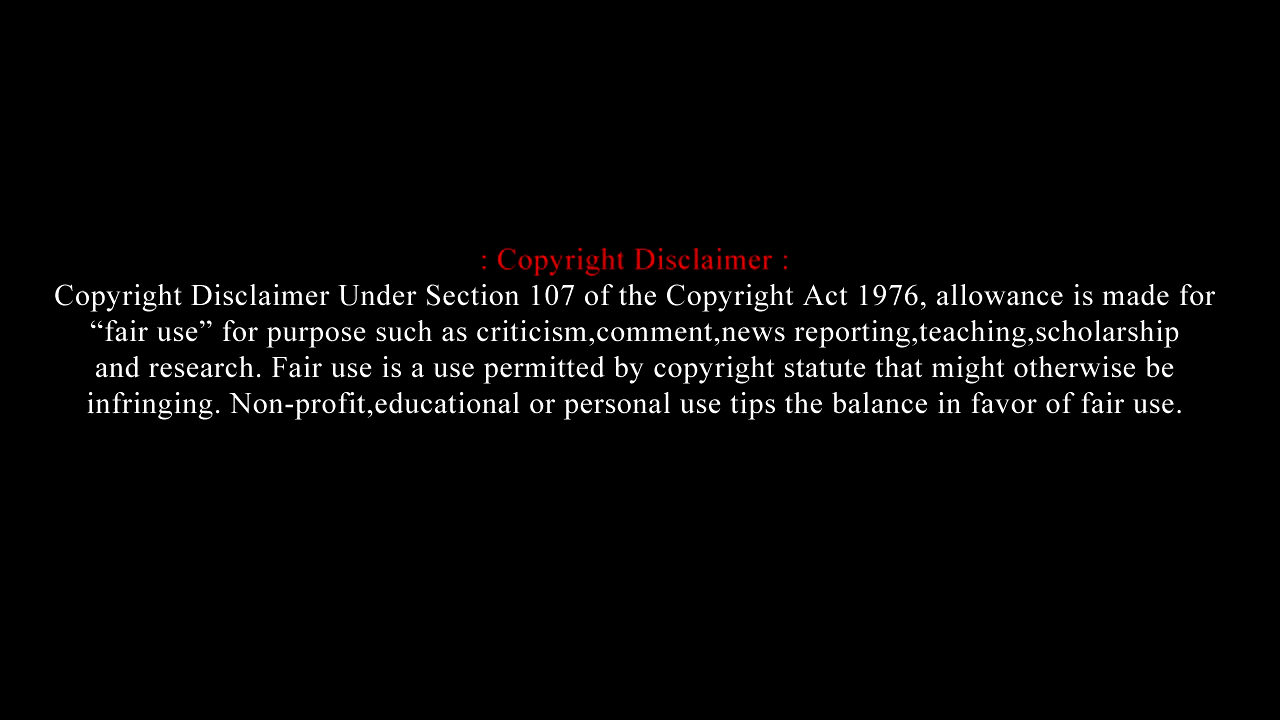 : Copyright Disclaimer :
Copyright Disclaimer Under Section 107 of the Copyright Act 1976, allowance is made for
“fair use” for purpose such as criticism,comment,news reporting,teaching,scholarship
and research. Fair use is a use permitted by copyright statute that might otherwise be
infringing. Non-profit,educational or personal use tips the balance in favor of fair use.